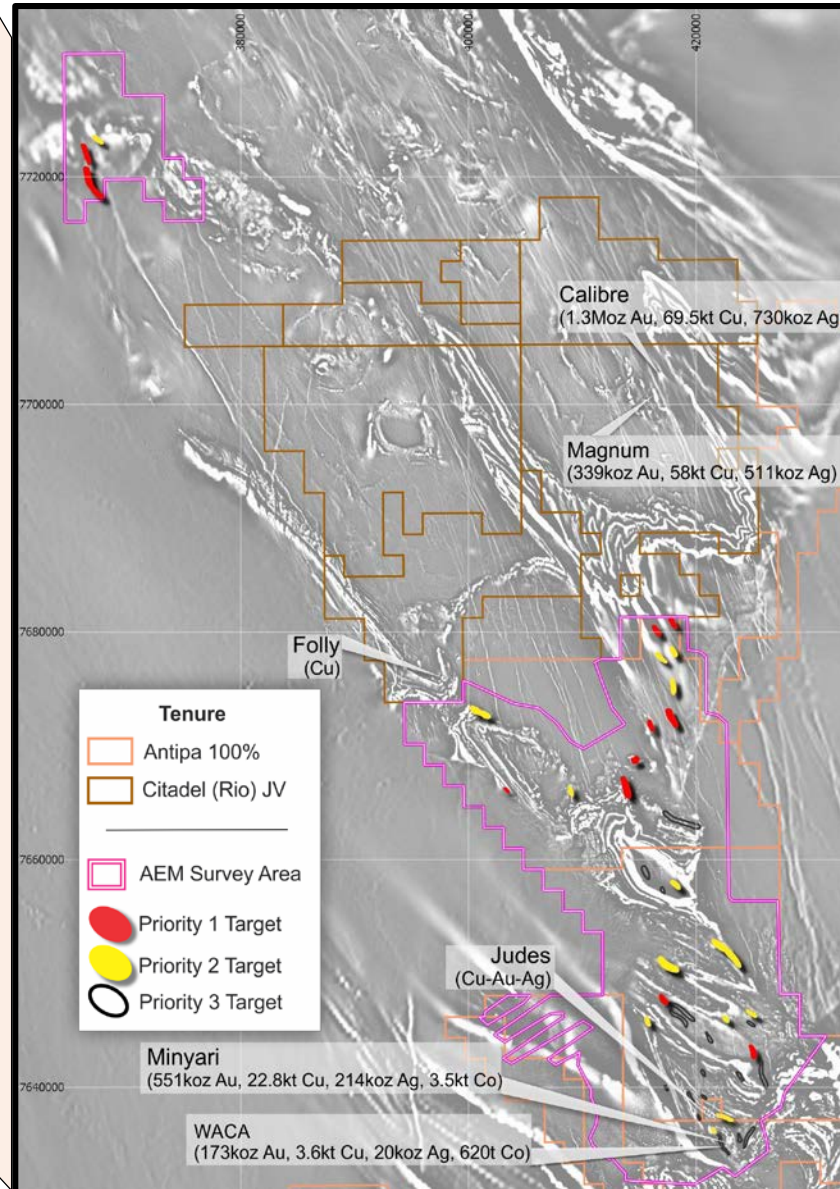 380000
400000
420000
7720000
Calibre
(1.3Moz Au, 69.5kt Cu, 730koz Ag
7700000
Magnum
(339koz Au, 58kt Cu, 511koz Ag)
7680000
Folly
(Cu)
Tenure
Antipa 100%
Citadel (Rio) JV
AEM Survey Area
Priority 1 Target
Priority 2 Target
Priority 3 Target
7660000
Judes
(Cu-Au-Ag)
Minyari
(551koz Au, 22.8kt Cu, 214koz Ag, 3.5kt Co)
7640000
WACA
(173koz Au, 3.6kt Cu, 20koz Ag, 620t Co)